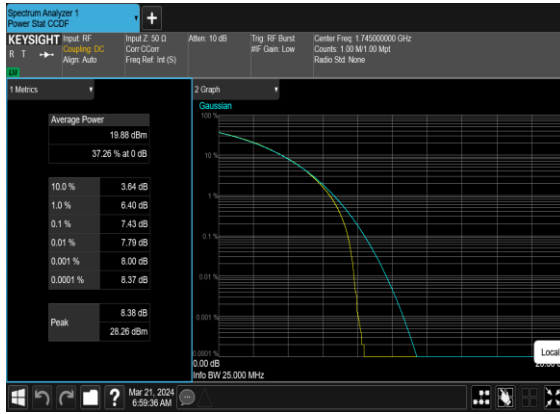 Spectrum Analyzer 1
Power Stat CCDF
KEYSIGHT
R T
LXI
Input: RF
Coupling: DC
Align: Auto
Input Z: 50 Ω
Corr CCorr
Freq Ref: Int (S)
Atten: 10 dB
Trig: RF Burst
#IF Gain: Low
Center Freq: 1.745000000 GHz
Counts: 1.00 M/1.00 Mpt
Radio Std: None
1 Metrics
Average Power
19.88 dBm
37.26 % at 0 dB
10.0 % 3.64 dB
1.0 % 6.40 dB
0.1 % 7.43 dB
0.01 % 7.79 dB
0.001 % 8.00 dB
0.0001 % 8.37 dB
Peak
8.38 dB
28.26 dBm
2 Graph
Gaussian
100 %
10 %
1 %
0.1 %
0.01 %
0.001 %
0.0001 %
0.00 dB
Info BW 25.000 MHz
Local
Mar 21, 2024
6:59:36 AM